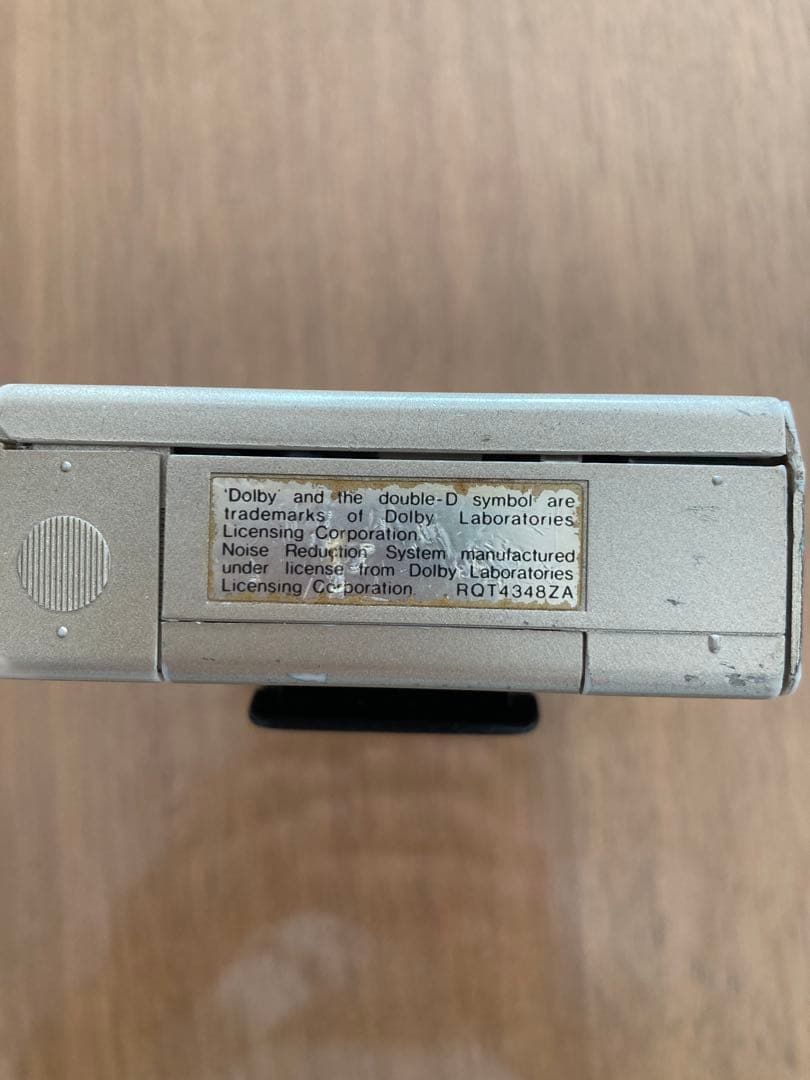 'Dolby' and the double-D symbol are
trademarks of Dolby Laboratories
Licensing Corporation.
Noise Reduction System manufactured
under license from Dolby Laboratories
Licensing Corporation. RQT4348ZA